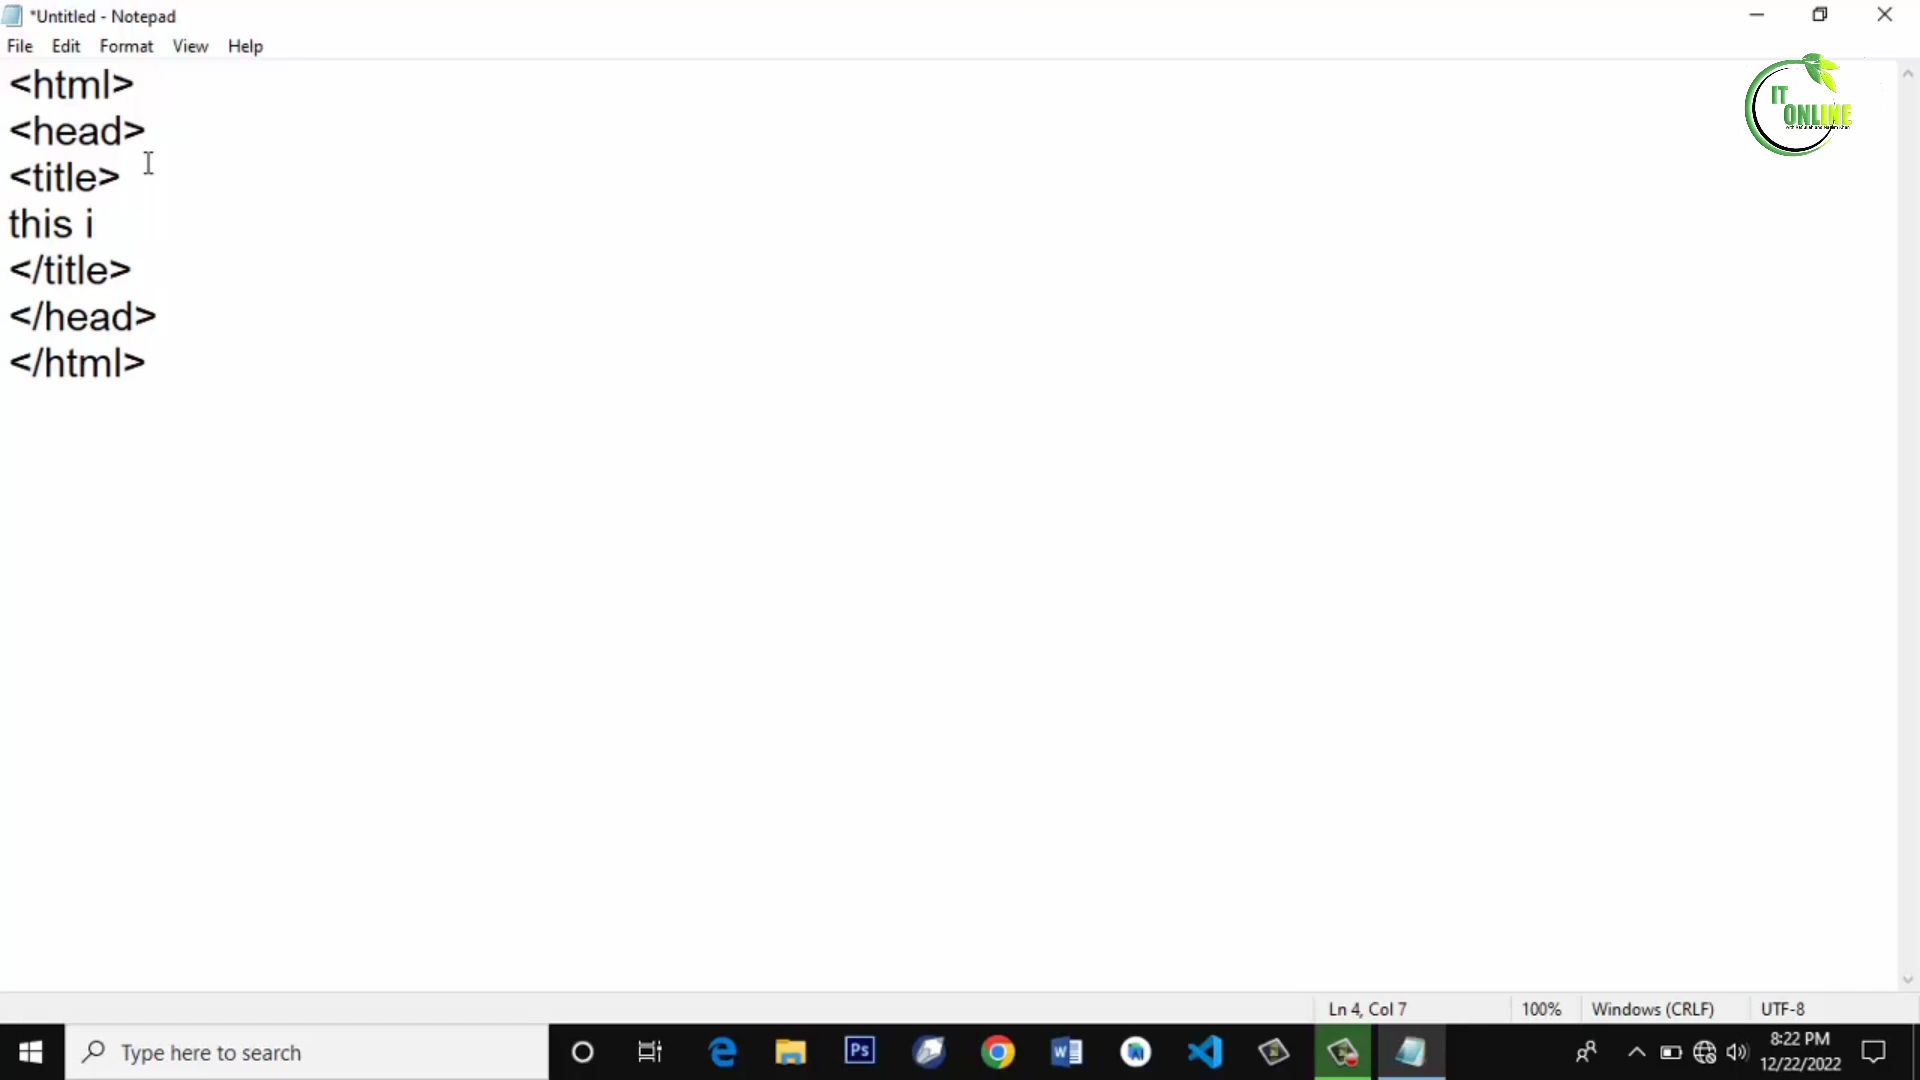 *Untitled - Notepad
File Edit Format View Help
<html>
<head>
<title>
this i
</title>
</head>
</html>
IT
ONLINE
Ln 4, Col 7 100% Windows (CRLF) UTF-8
Type here to search
Ps
8:22 PM
12/22/2022